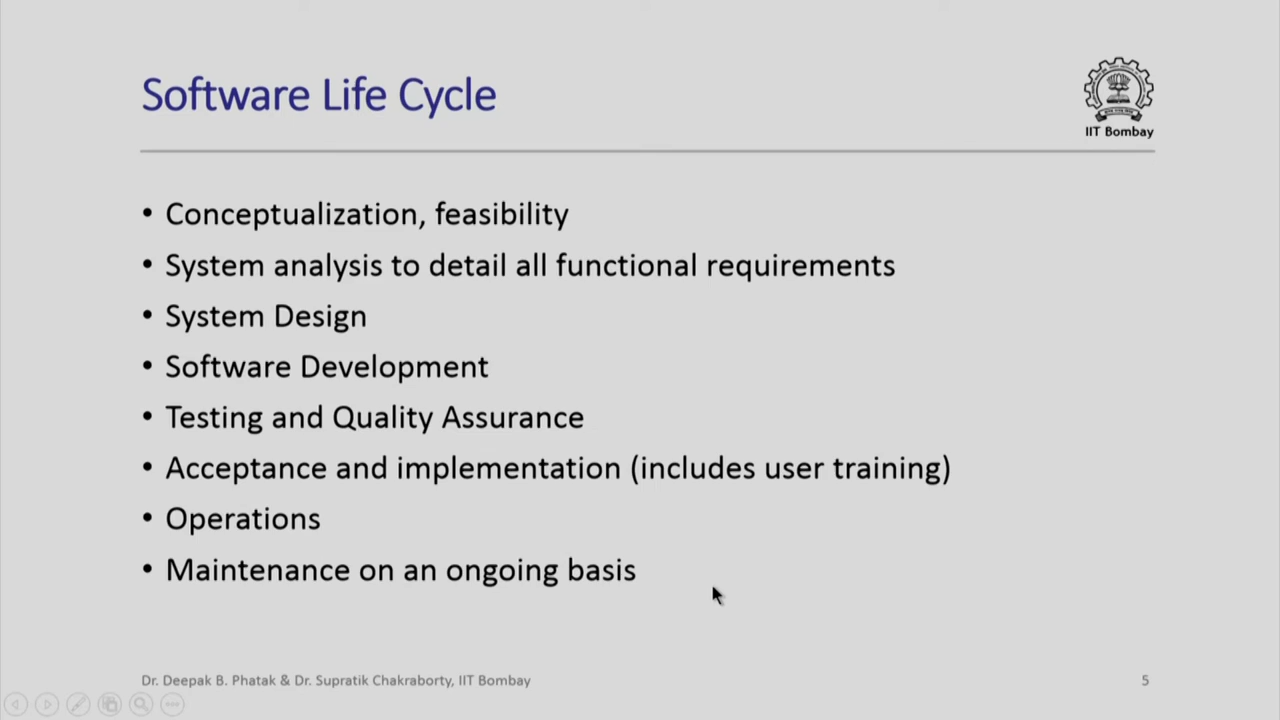 Software Life Cycle
IIT Bombay
• Conceptualization, feasibility
• System analysis to detail all functional requirements
• System Design
• Software Development
• Testing and Quality Assurance
• Acceptance and implementation (includes user training)
• Operations
• Maintenance on an ongoing basis
Dr. Deepak B. Phatak & Dr. Supratik Chakraborty, IIT Bombay
5